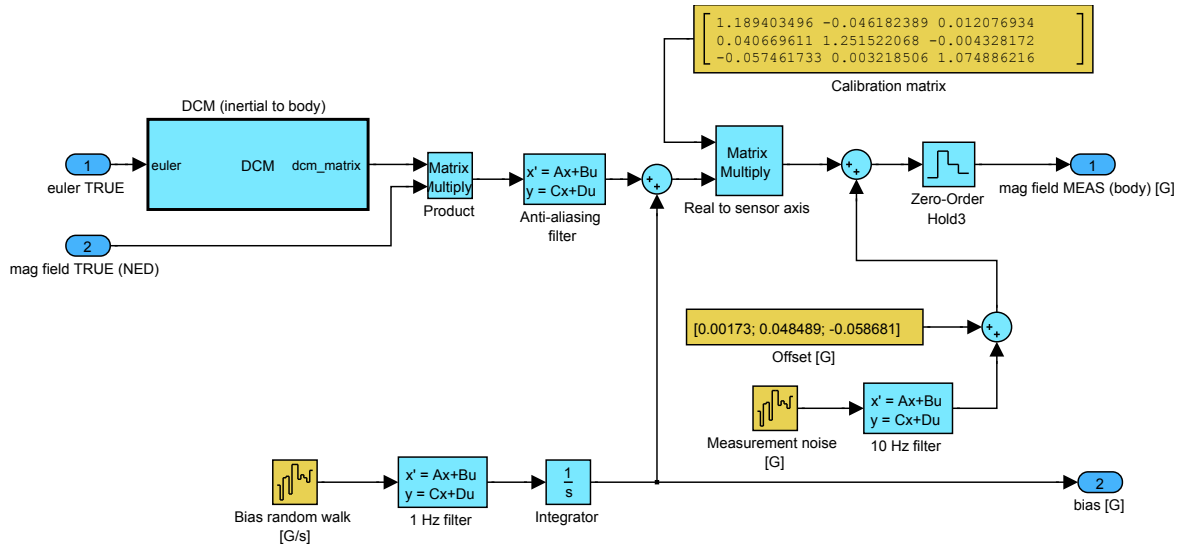 1.189403496 -0.046182389 0.012076934
0.040669611 1.251522068 -0.004328172
-0.057461733 0.003218506 1.074886216
Calibration matrix
DCM (inertial to body)
euler
DCM
dcm_matrix
1
euler TRUE
2
mag field TRUE (NED)
Matrix
Multiply
Product
x' = Ax+Bu
y = Cx+Du
Anti-aliasing
filter
+
+
Matrix
Multiply
Real to sensor axis
+
+
Zero-Order
Hold3
1
mag field MEAS (body) [G]
[0.00173; 0.048489; -0.058681]
Offset [G]
+
+
Measurement noise
[G]
x' = Ax+Bu
y = Cx+Du
10 Hz filter
Bias random walk
[G/s]
x' = Ax+Bu
y = Cx+Du
1 Hz filter
1
s
Integrator
2
bias [G]